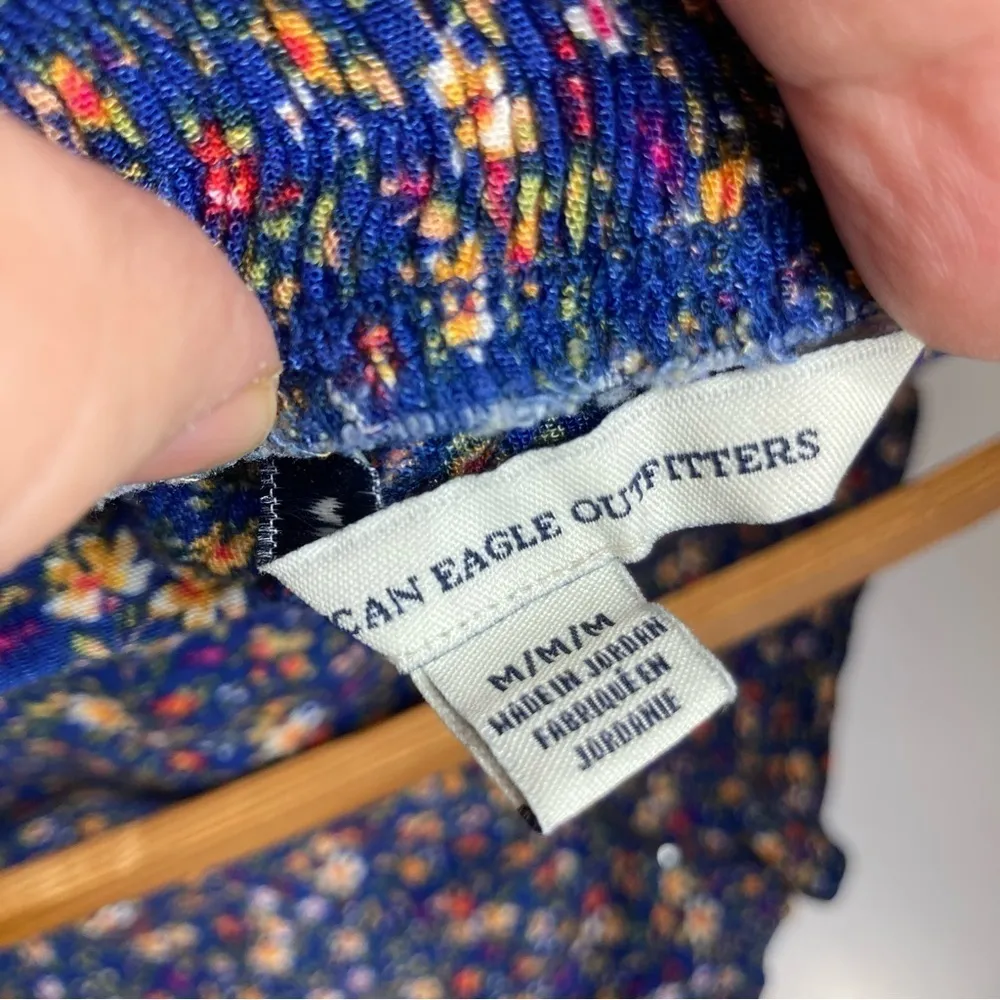 CAN EAGLE OUTFITTERS
M/M/M
MADE IN JORDAN
FABRIQUÉ EN
JORDANIE